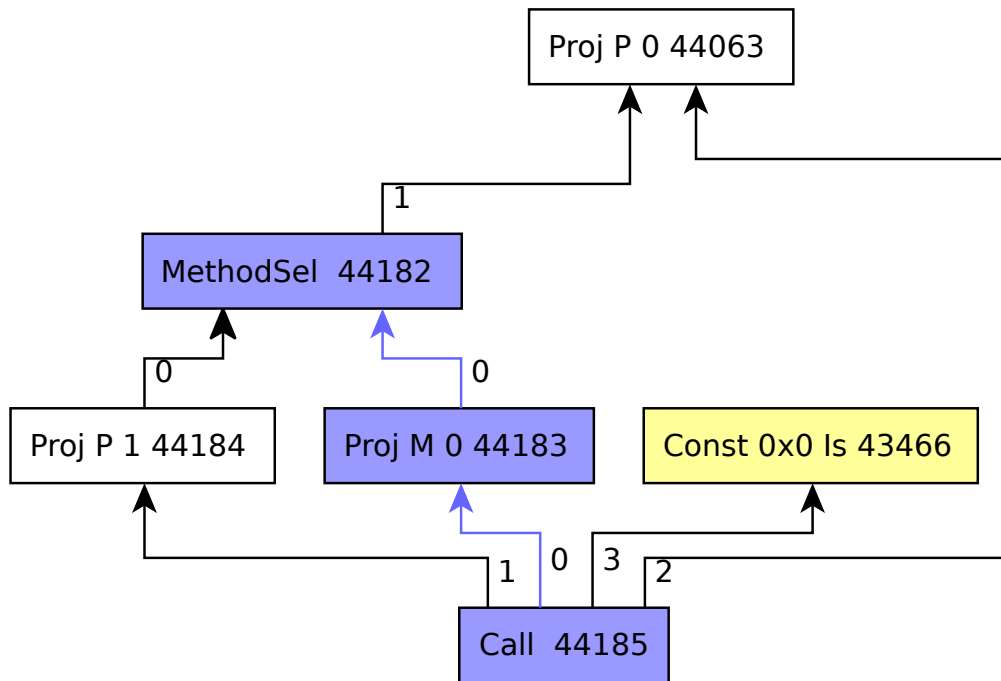 Proj P 0 44063
1
MethodSel  44182
0
0
Proj P 1 44184
Proj M 0 44183
Const 0x0 Is 43466
1
0
3
2
Call  44185